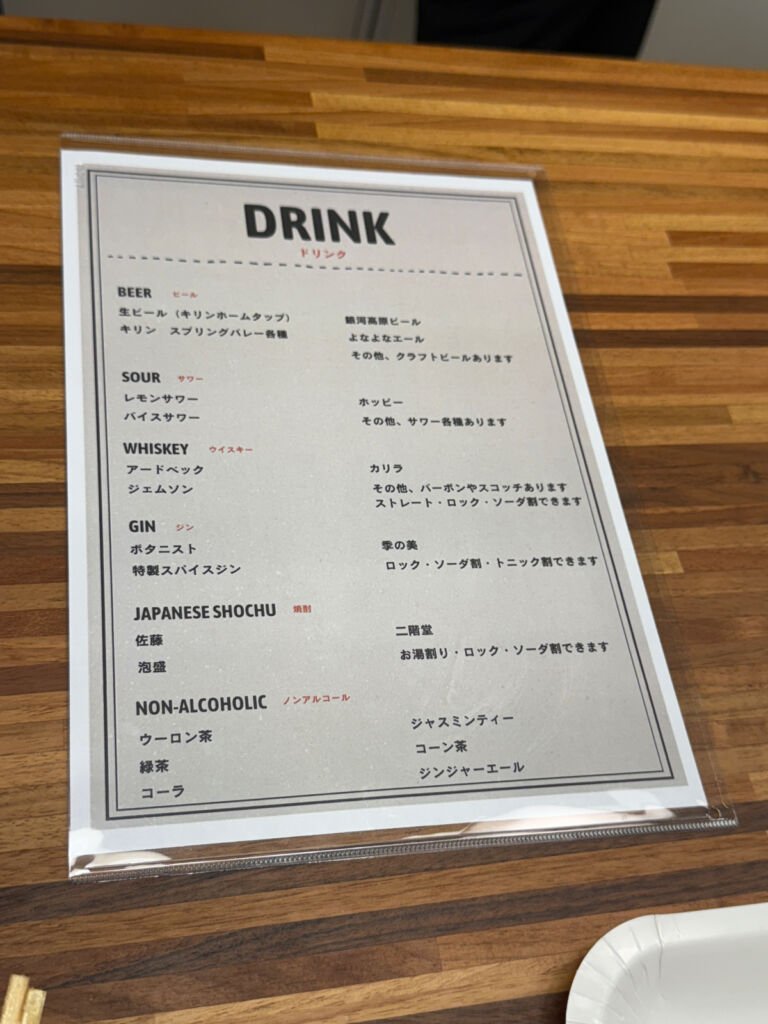 DRINK
ドリンク
BEER ビール
生ビール（キリンホームタップ）
キリン　スプリングバレー各種
銀河高原ビール
よなよなエール
その他、クラフトビールあります
SOUR サワー
レモンサワー
バイスサワー
ホッピー
その他、サワー各種あります
WHISKEY ウイスキー
アードベック
ジェムソン
カリラ
その他、バーボンやスコッチあります
ストレート・ロック・ソーダ割できます
GIN ジン
ボタニスト
特製スパイスジン
季の美
ロック・ソーダ割・トニック割できます
JAPANESE SHOCHU 焼酎
佐藤
泡盛
二階堂
お湯割り・ロック・ソーダ割できます
NON-ALCOHOLIC ノンアルコール
ウーロン茶
緑茶
コーラ
ジャスミンティー
コーン茶
ジンジャーエール